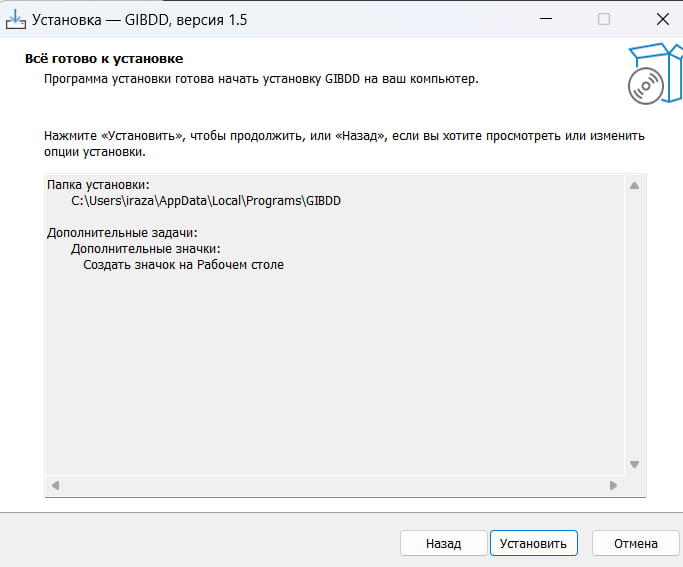 Установка — GIBDD, версия 1.5
Всё готово к установке
Программа установки готова начать установку GIBDD на ваш компьютер.
Нажмите «Установить», чтобы продолжить, или «Назад», если вы хотите просмотреть или изменить
опции установки.
Папка установки:
C:\Users\iraza\AppData\Local\Programs\GIBDD
Дополнительные задачи:
Дополнительные значки:
Создать значок на Рабочем столе
Назад
Установить
Отмена